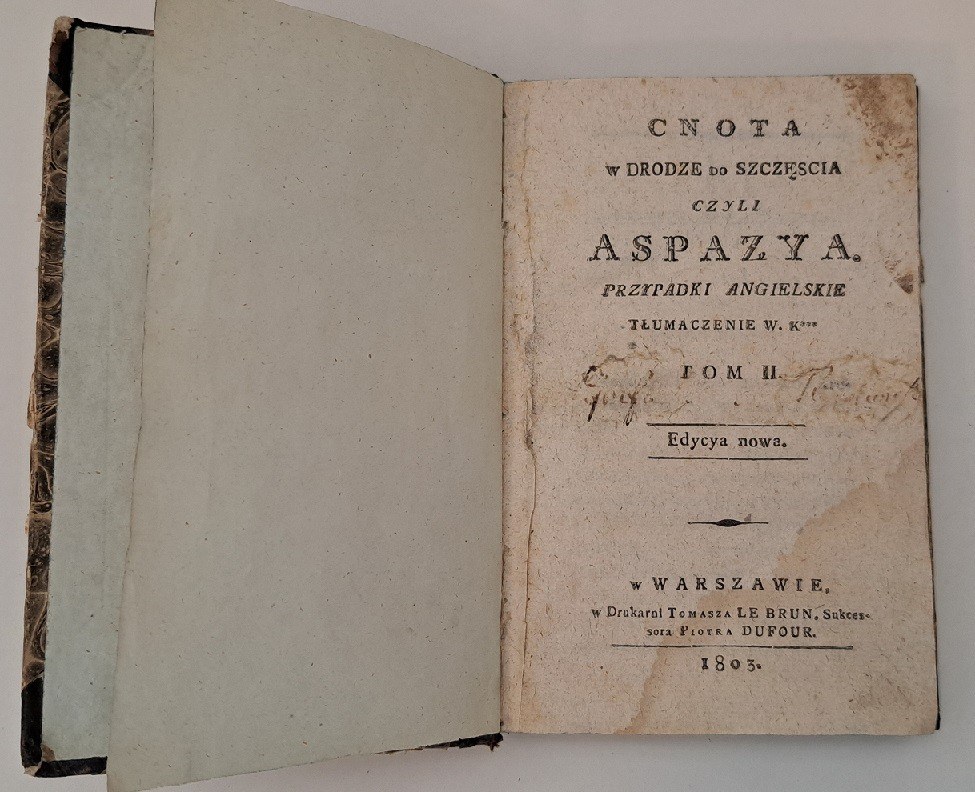 CNOTA
W DRODZE DO SZCZĘSCIA
CZYLI
ASPAZYA.
PRZYPADKI ANGIELSKIE
TŁUMACZENIE W. K***
TOM II.
Edycya nowa.
w WARSZAWIE,
w Drukarni TOMASZA LE BRUN, Sukces-
sora PIOTRA DUFOUR.
1803.